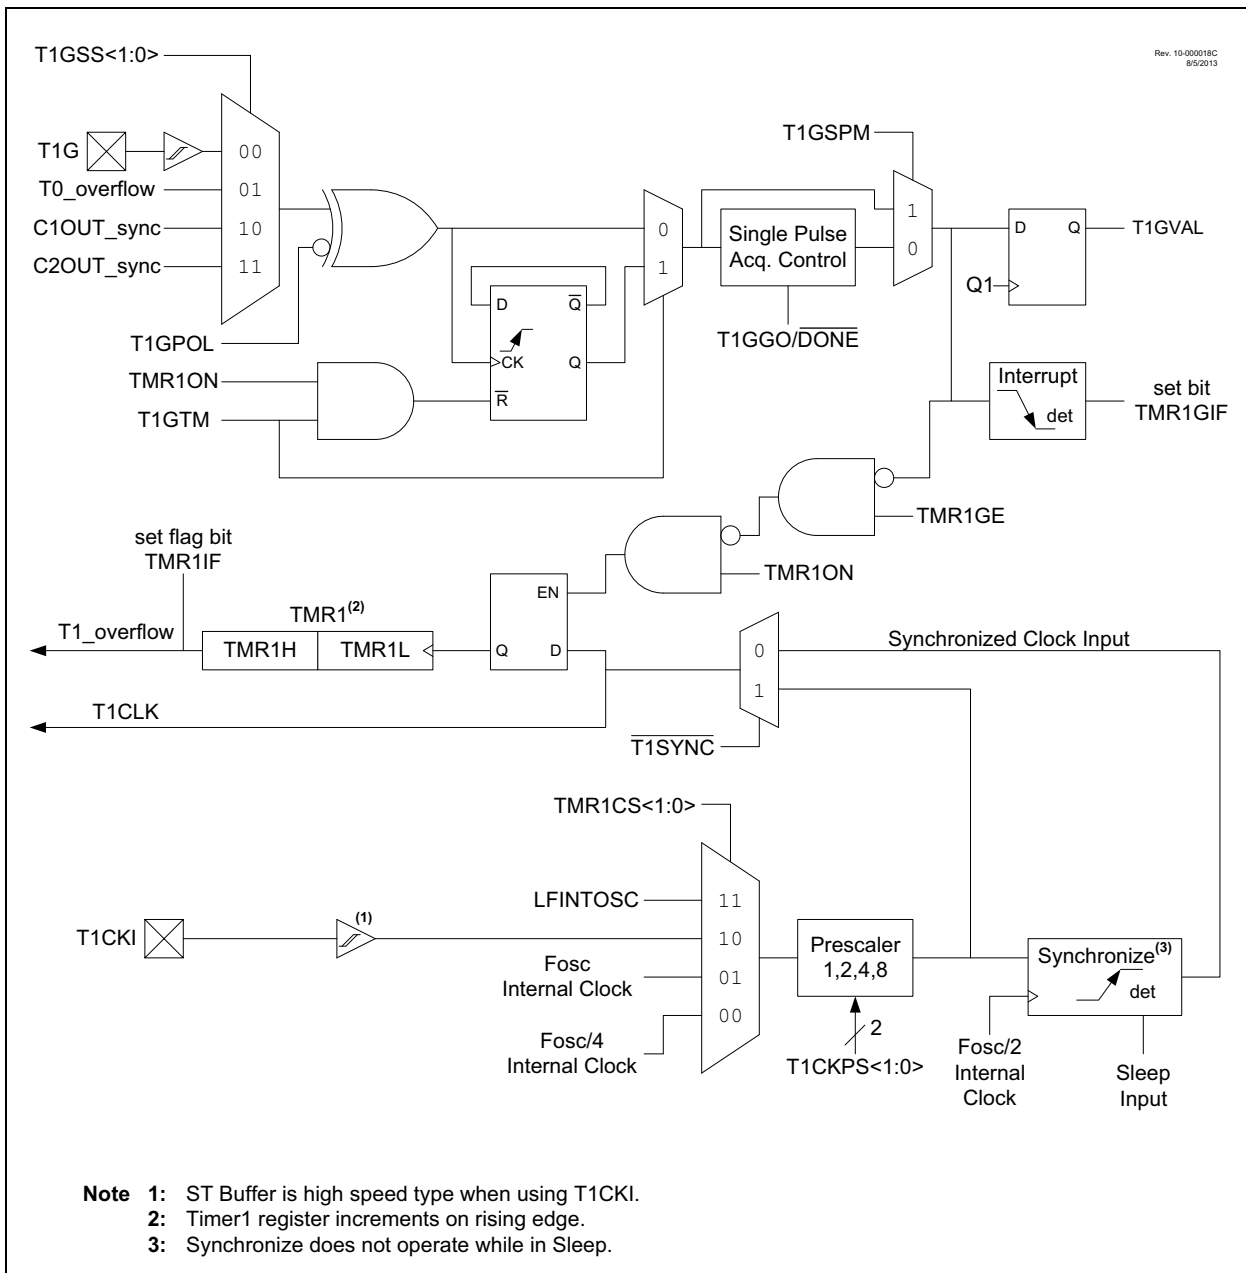 Rev. 10-000018C
8/5/2013
T1GSS<1:0>
T1G
00
T0_overflow
01
C1OUT_sync
10
C2OUT_sync
11
T1GPOL
TMR1ON
T1GTM
D
Q
CK
Q
R
0
1
Single Pulse
Acq. Control
T1GGO/DONE
T1GSPM
1
0
D
Q
Q1
T1GVAL
Interrupt
det
set bit
TMR1GIF
TMR1GE
TMR1ON
set flag bit
TMR1IF
TMR1(2)
T1_overflow
TMR1H
TMR1L
EN
Q
D
0
1
Synchronized Clock Input
T1CLK
T1SYNC
TMR1CS<1:0>
LFINTOSC
11
T1CKI
(1)
10
Fosc
Internal Clock
01
00
Fosc/4
Internal Clock
Prescaler
1,2,4,8
2
T1CKPS<1:0>
Synchronize(3)
det
Fosc/2
Internal
Clock
Sleep
Input
Note 1: ST Buffer is high speed type when using T1CKI.
2: Timer1 register increments on rising edge.
3: Synchronize does not operate while in Sleep.